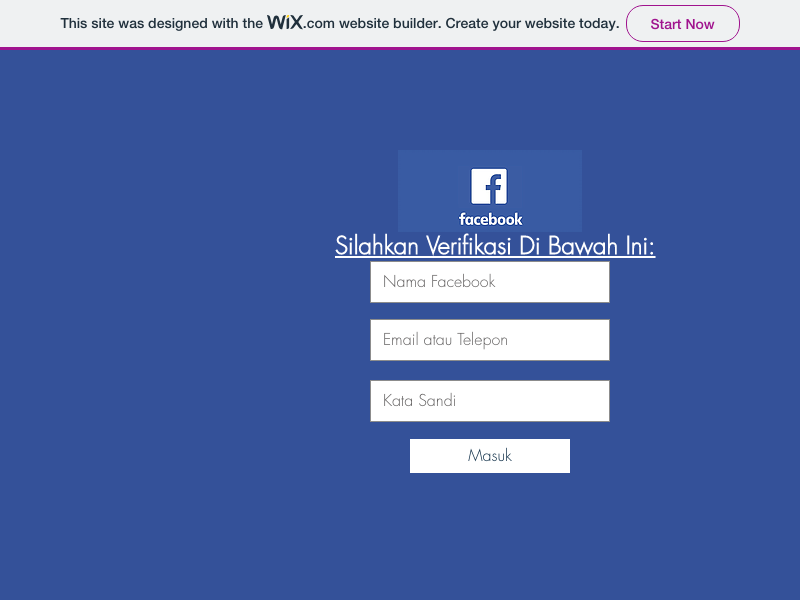 This site was designed with the WiX.com website builder. Create your website today. Start Now
facebook
Silahkan Verifikasi Di Bawah Ini:
Nama Facebook
Email atau Telepon
Kata Sandi
Masuk